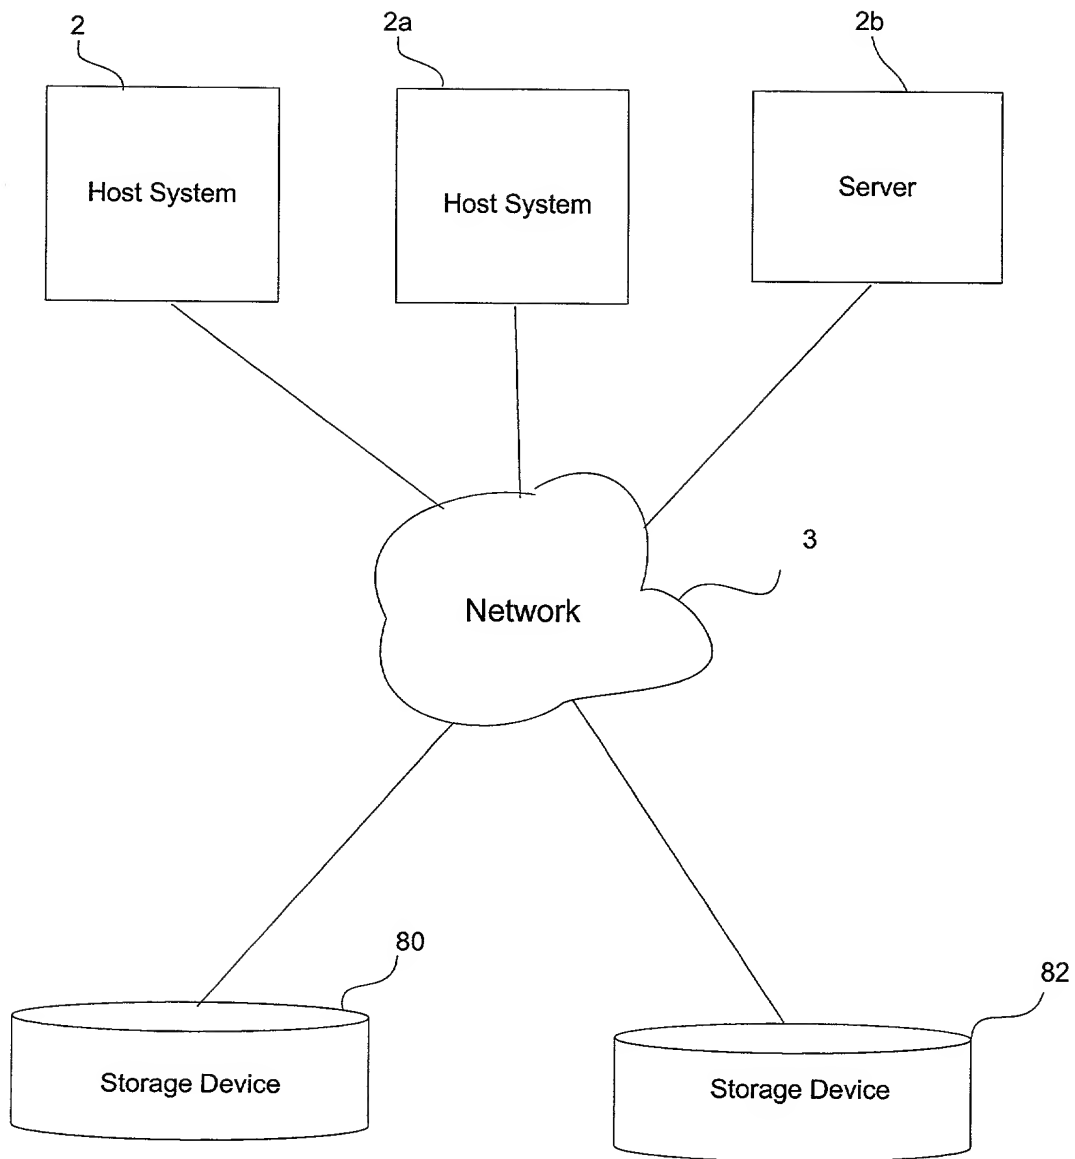 2
2a
2b
Host System
Host System
Server
3
Network
80
82
Storage Device
Storage Device